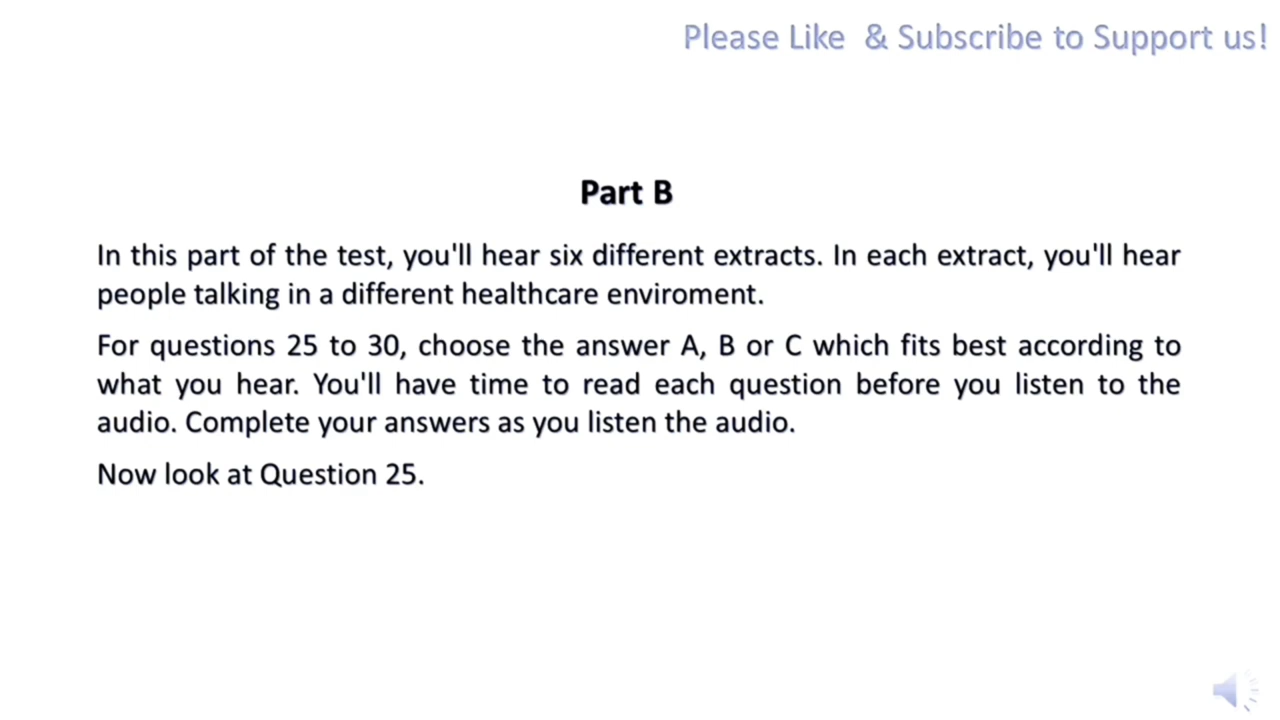 Please Like & Subscribe to Support us!
Part B
In this part of the test, you'll hear six different extracts. In each extract, you'll hear
people talking in a different healthcare enviroment.
For questions 25 to 30, choose the answer A, B or C which fits best according to
what you hear. You'll have time to read each question before you listen to the
audio. Complete your answers as you listen the audio.
Now look at Question 25.